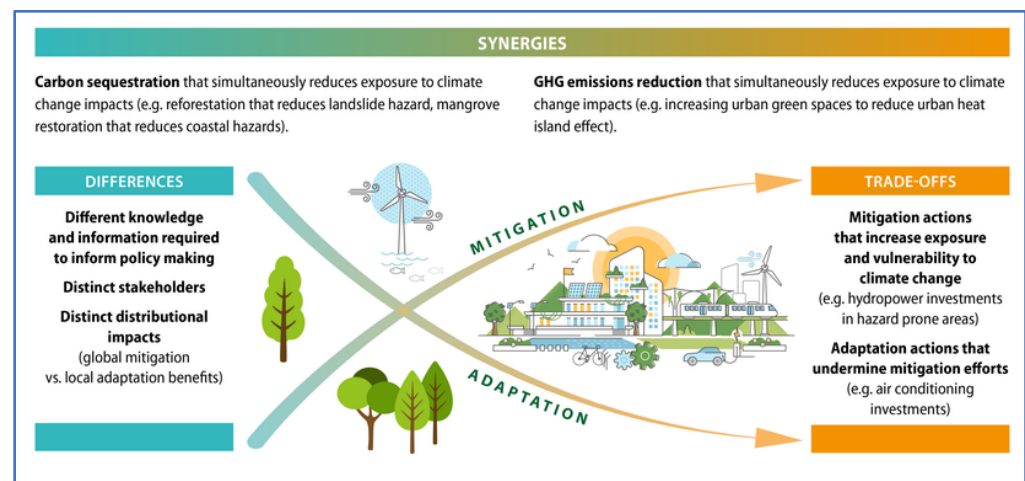 SYNERGIES
Carbon sequestration that simultaneously reduces exposure to climate
change impacts (e.g. reforestation that reduces landslide hazard, mangrove
restoration that reduces coastal hazards).
GHG emissions reduction that simultaneously reduces exposure to climate
change impacts (e.g. increasing urban green spaces to reduce urban heat
island effect).
DIFFERENCES
Different knowledge
and information required
to inform policy making
Distinct stakeholders
Distinct distributional
impacts
(global mitigation
vs. local adaptation benefits)
MITIGATION
ADAPTATION
TRADE-OFFS
Mitigation actions
that increase exposure
and vulnerability to
climate change
(e.g. hydropower investments
in hazard prone areas)
Adaptation actions that
undermine mitigation efforts
(e.g. air conditioning
investments)